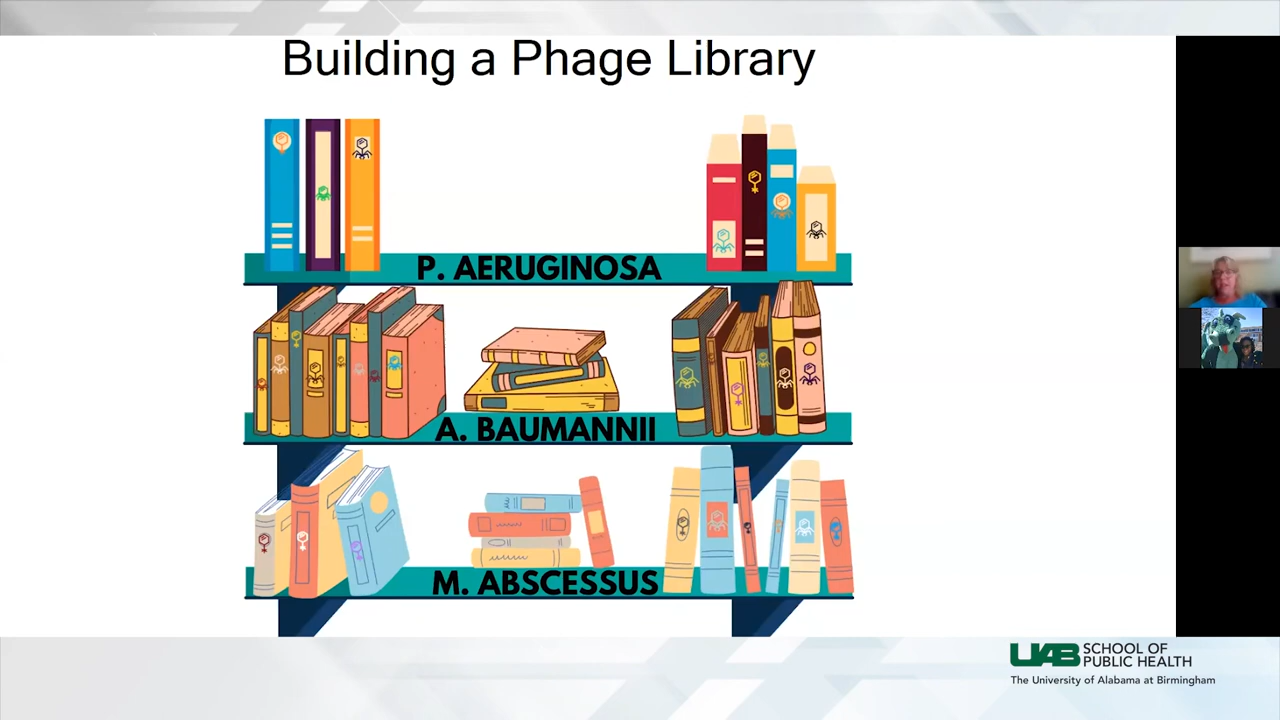 Building a Phage Library
P. AERUGINOSA
A. BAUMANNII
M. ABSCESSUS
UAB SCHOOL OF
PUBLIC HEALTH
The University of Alabama at Birmingham